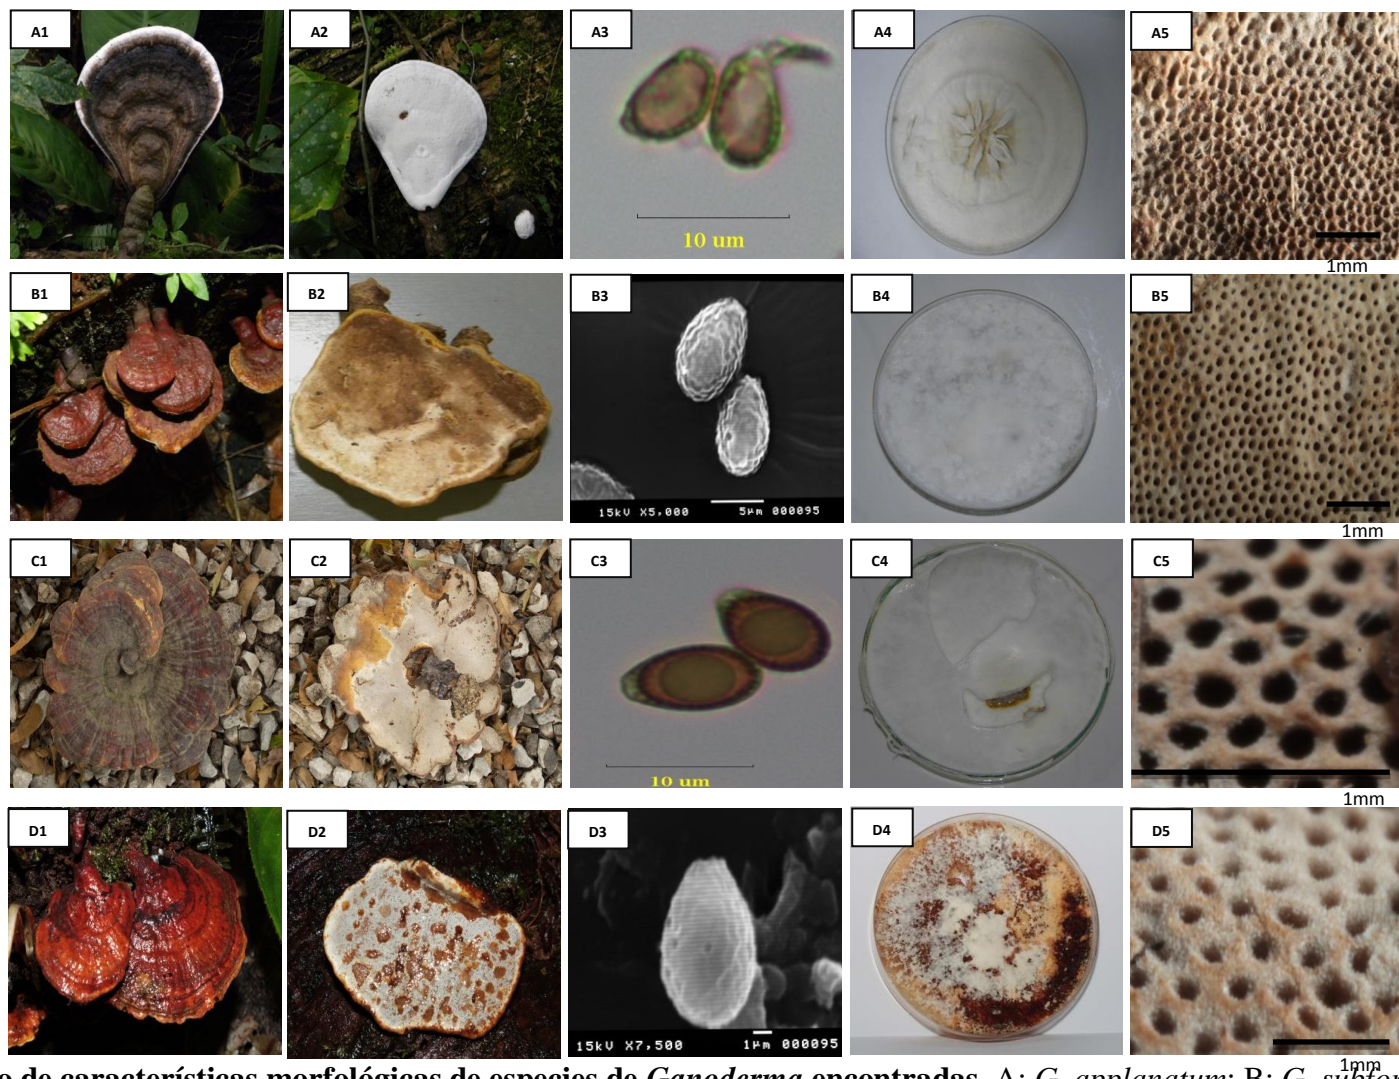 A1 A2 A3 A4 A5
10 um
1mm
B1 B2 B3 B4 B5
15kV X5,000 5µm 000095
1mm
C1 C2 C3 C4 C5
10 um
1mm
D1 D2 D3 D4 D5
15kV X7,500 1µm 000095
1mm
de características morfológicas de especies de Ganoderma encontradas. A: G. applanatum; B: G.